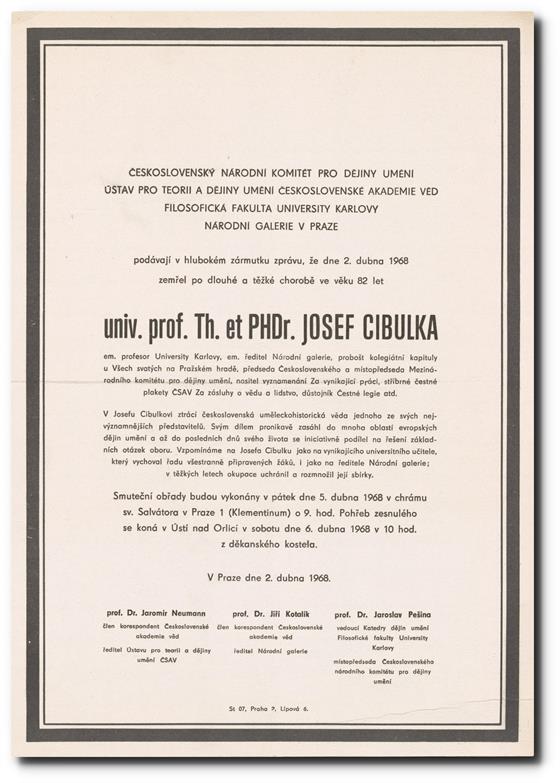 ČESKOSLOVENSKÝ NÁRODNÍ KOMITÉT PRO DĚJINY UMĚNÍ
ÚSTAV PRO TEORII A DĚJINY UMĚNÍ ČESKOSLOVENSKÉ AKADEMIE VĚD
FILOSOFICKÁ FAKULTA UNIVERSITY KARLOVY
NÁRODNÍ GALERIE V PRAZE
podávají v hlubokém zármutku zprávu, že dne 2. dubna 1968
zemřel po dlouhé a těžké chorobě ve věku 82 let
univ. prof. Th. et PHDr. JOSEF CIBULKA
em. profesor University Karlovy, em. ředitel Národní galerie, probošt kolegiátní kapituly
u Všech svatých na Pražském hradě, předseda Československého a místopředseda Meziná-
rodního komitétu pro dějiny umění, nositel vyznamenání Za vynikající práci, stříbrné čestné
plakety ČSAV Za zásluhy o vědu a lidstvo, důstojník Čestné legie atd.
V Josefu Cibulkovi ztrácí československá uměleckohistorická věda jednoho ze svých nej-
významnějších představitelů. Svým dílem pronikavě zasáhl do mnoha oblastí evropských
dějin umění a až do posledních dnů svého života se iniciativně podílel na řešení základ-
ních otázek oboru. Vzpomínáme na Josefa Cibulku jako na vynikajícího universitního učitele,
který vychoval řadu všestranně připravených žáků, i jako na ředitele Národní galerie;
v těžkých letech okupace uchránil a rozmnožil její sbírky.
Smuteční obřady budou vykonány v pátek dne 5. dubna 1968 v chrámu
sv. Salvátora v Praze 1 (Klementinum) o 9. hod. Pohřeb zesnulého
se koná v Ústí nad Orlicí v sobotu dne 6. dubna 1968 v 10 hod.
z děkanského kostela.
V Praze dne 2. dubna 1968.
prof. Dr. Jaromír Neumann
člen korespondent Československé
akademie věd
ředitel Ústavu pro teorii a dějiny
umění ČSAV
prof. Dr. Jiří Kotalík
člen korespondent Československé
akademie věd
ředitel Národní galerie
prof. Dr. Jaroslav Pešina
vedoucí Katedry dějin umění
Filosofické fakulty University
Karlovy
místopředseda Československého
národního komitétu pro dějiny
umění
St 07, Praha 2, Lípová 6.